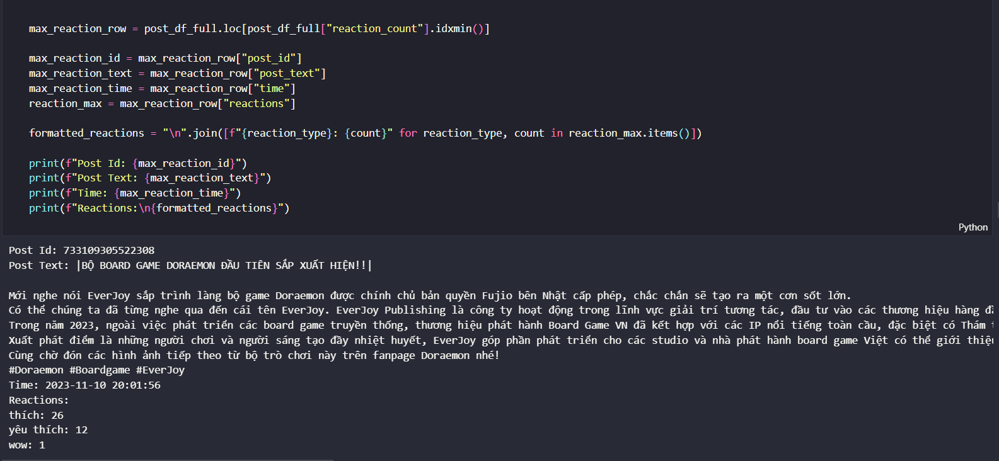 max_reaction_row = post_df_full.loc[post_df_full["reaction_count"].idxmin()]
max_reaction_id = max_reaction_row["post_id"]
max_reaction_text = max_reaction_row["post_text"]
max_reaction_time = max_reaction_row["time"]
reaction_max = max_reaction_row["reactions"]
formatted_reactions = "\n".join([f"{reaction_type}: {count}" for reaction_type, count in reaction_max.items()])
print(f"Post Id: {max_reaction_id}")
print(f"Post Text: {max_reaction_text}")
print(f"Time: {max_reaction_time}")
print(f"Reactions:\n{formatted_reactions}")
Python
Post Id: 733109305522308
Post Text: |BỘ BOARD GAME DORAEMON ĐẦU TIÊN SẮP XUẤT HIỆN!!|
Mới nghe nói EverJoy sắp trình làng bộ game Doraemon được chính chủ bản quyền Fujio bên Nhật cấp phép, chắc chắn sẽ tạo ra một cơn sốt lớn.
Có thể chúng ta đã từng nghe qua đến cái tên EverJoy. EverJoy Publishing là công ty hoạt động trong lĩnh vực giải trí tương tác, đầu tư vào các thương hiệu hàng
Trong năm 2023, ngoài việc phát triển các board game truyền thống, thương hiệu phát hành Board Game VN đã kết hợp với các IP nổi tiếng toàn cầu, đặc biệt có Thám
Xuất phát điểm là những người chơi và người sáng tạo đầy nhiệt huyết, EverJoy góp phần phát triển cho các studio và nhà phát hành board game Việt có thể giới thiệu
Cùng chờ đón các hình ảnh tiếp theo từ bộ trò chơi này trên fanpage Doraemon nhé!
#Doraemon #Boardgame #EverJoy
Time: 2023-11-10 20:01:56
Reactions:
thích: 26
yêu thích: 12
wow: 1